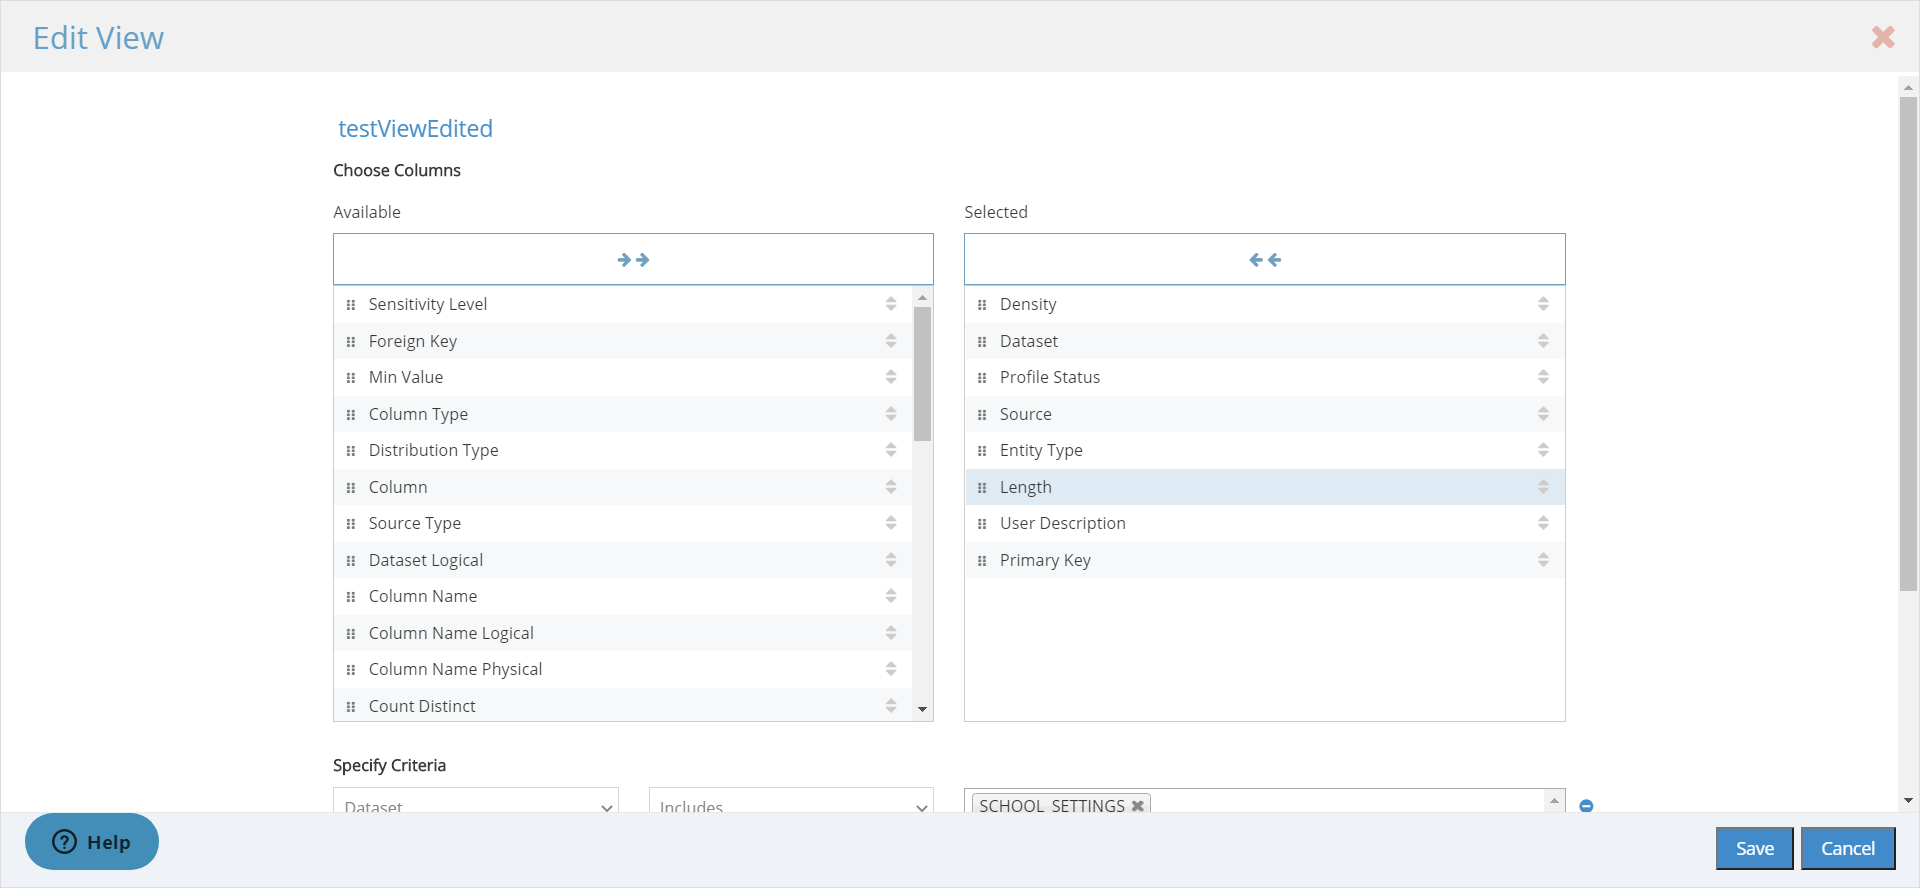 Edit View
testViewEdited
Choose Columns
Available
Selected
Sensitivity Level
Foreign Key
Min Value
Column Type
Distribution Type
Column
Source Type
Dataset Logical
Column Name
Column Name Logical
Column Name Physical
Count Distinct
Density
Dataset
Profile Status
Source
Entity Type
Length
User Description
Primary Key
Specify Criteria
Dataset
Includes
SCHOOL_SETTINGS
Help
Save
Cancel